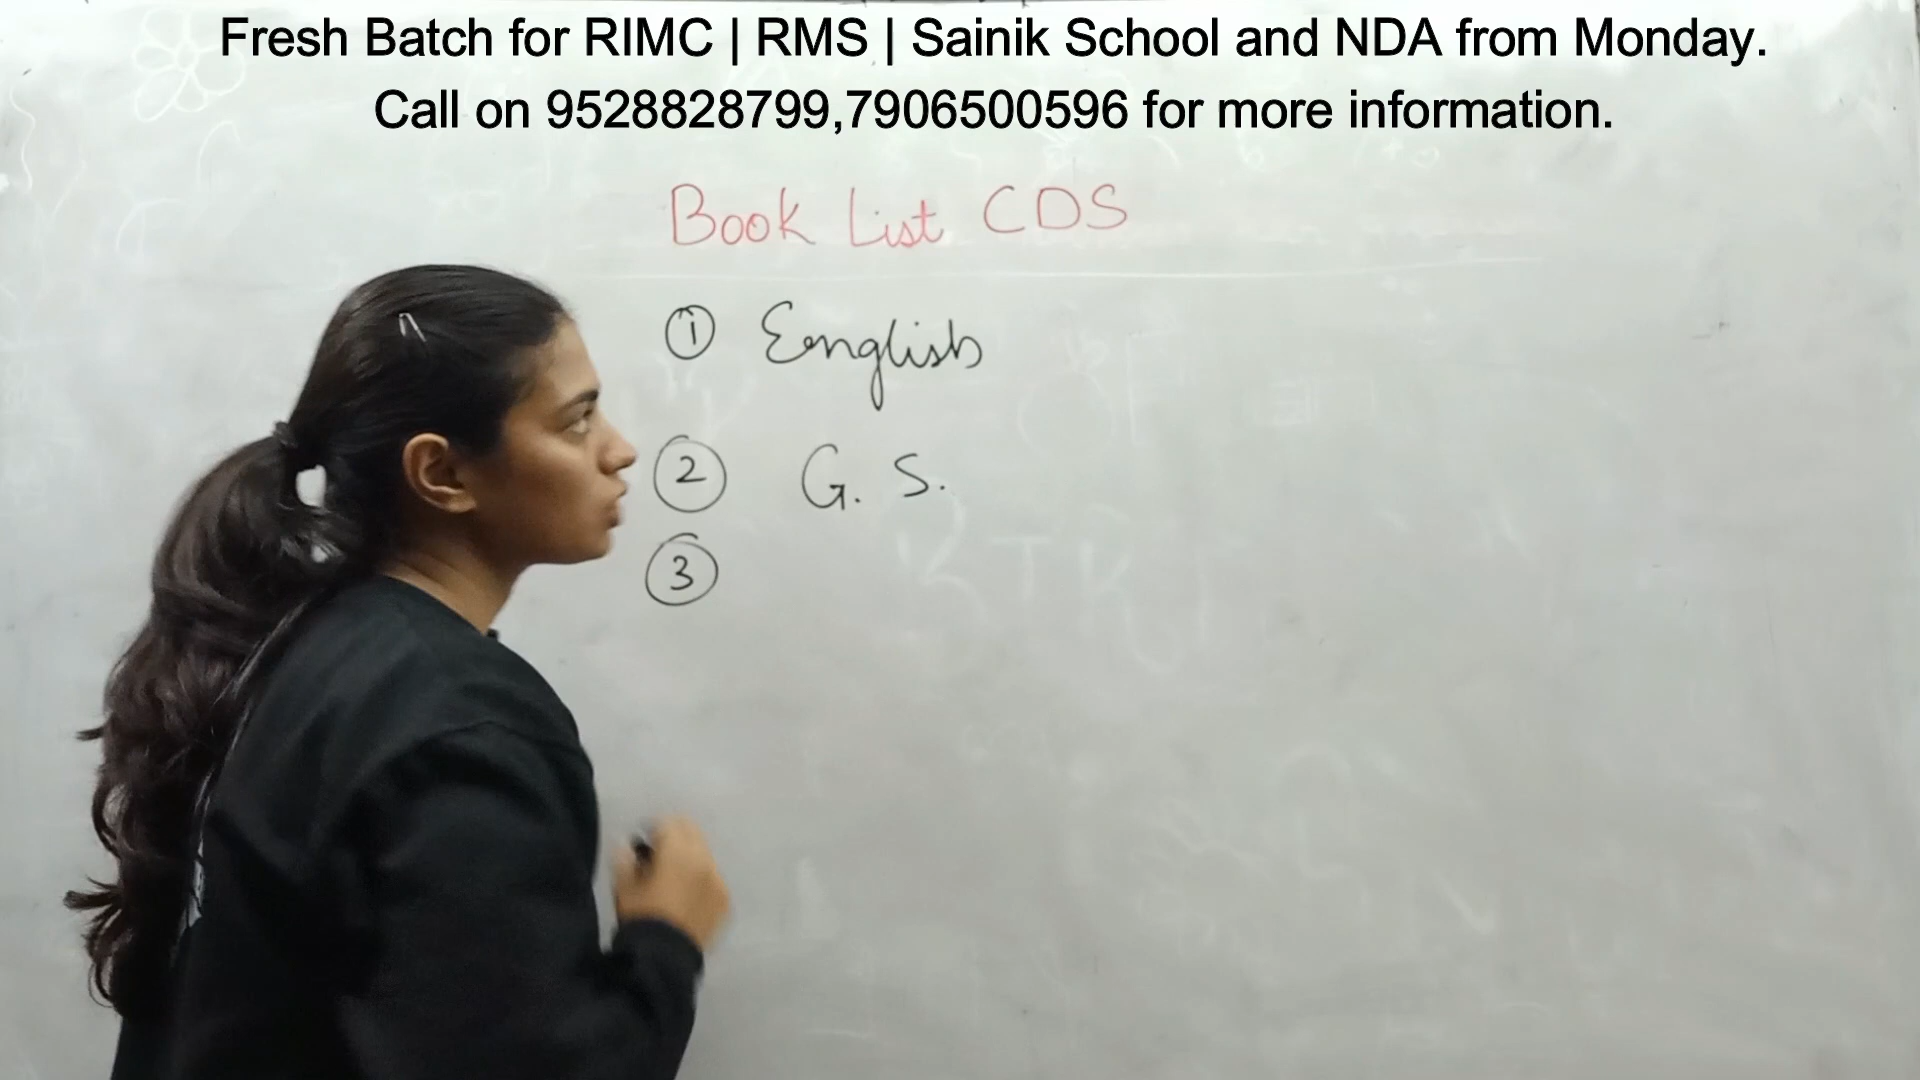 Fresh Batch for RIMC | RMS | Sainik School and NDA from Monday.
Call on 9528828799,7906500596 for more information.
Book List CDS
1 English
2 G. S.
3